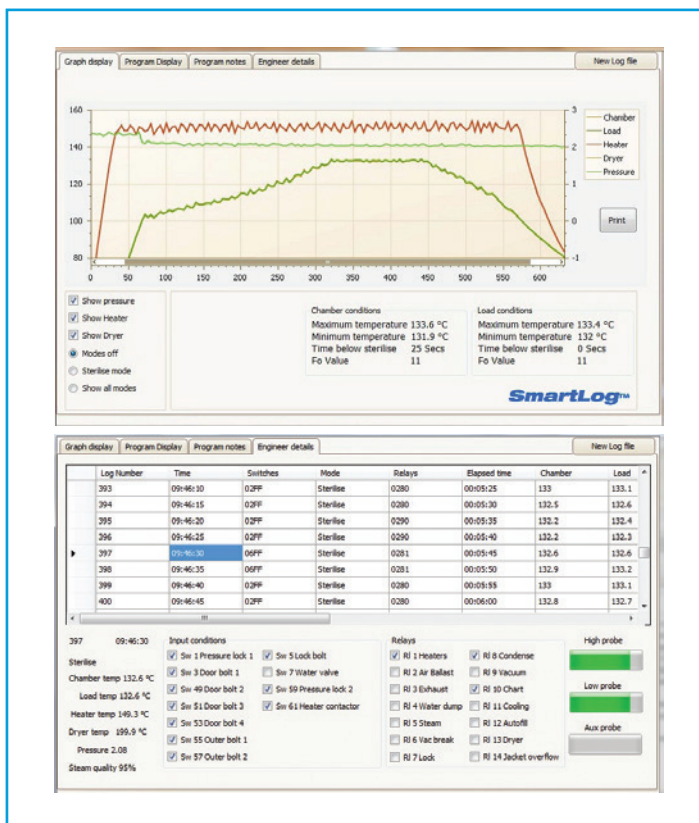 Graph display Program Display Program notes Engineer details New Log file
160 3
140 2
120 1
100 0
80 -1
0 50 100 150 200 250 300 350 400 450 500 550 600
Chamber
Load
Heater
Dryer
Pressure
Print
Show pressure
Show Heater
Show Dryer
Modes off
Sterilise mode
Show all modes
Chamber conditions
Maximum temperature 133.6 °C
Minimum temperature 131.9 °C
Time below sterilise 25 Secs
Fo Value 11
Load conditions
Maximum temperature 133.4 °C
Minimum temperature 132 °C
Time below sterilise 0 Secs
Fo Value 11
SmartLog™
Graph display Program Display Program notes Engineer details New Log file
Log Number Time Switches Mode Relays Elapsed time Chamber Load
393 09:46:10 02FF Sterilise 0280 00:05:25 133 133.1
394 09:46:15 02FF Sterilise 0280 00:05:30 132.5 132.6
395 09:46:20 02FF Sterilise 0290 00:05:35 132.2 132.4
396 09:46:25 02FF Sterilise 0290 00:05:40 132.2 132.3
397 09:46:30 06FF Sterilise 0281 00:05:45 132.6 132.6
398 09:46:35 06FF Sterilise 0281 00:05:50 132.9 133.2
399 09:46:40 02FF Sterilise 0280 00:05:55 133 133.1
400 09:46:45 02FF Sterilise 0280 00:06:00 132.8 132.7
397 09:46:30
Sterilise
Chamber temp 132.6 °C
Load temp 132.6 °C
Heater temp 149.3 °C
Dryer temp 199.9 °C
Pressure 2.08
Steam quality 95%
Input conditions
Sw 1 Pressure lock 1 Sw 5 Lock bolt
Sw 3 Door bolt 1 Sw 7 Water valve
Sw 49 Door bolt 2 Sw 59 Pressure lock 2
Sw 51 Door bolt 3 Sw 61 Heater contactor
Sw 53 Door bolt 4
Sw 55 Outer bolt 1
Sw 57 Outer bolt 2
Relays
Rl 1 Heaters Rl 8 Condense
Rl 2 Air Ballast Rl 9 Vacuum
Rl 3 Exhaust Rl 10 Chart
Rl 4 Water dump Rl 11 Cooling
Rl 5 Steam Rl 12 Autofill
Rl 6 Vac break Rl 13 Dryer
Rl 7 Lock Rl 14 Jacket overflow
High probe
Low probe
Aux probe